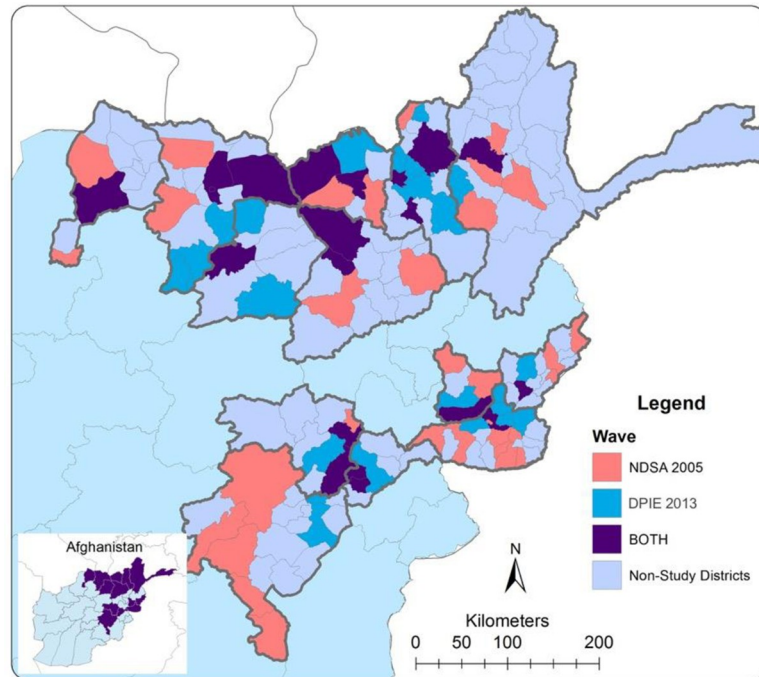 Legend
Wave
NDSA 2005
DPIE 2013
BOTH
Non-Study Districts
Afghanistan
N
Kilometers
0 50 100 200